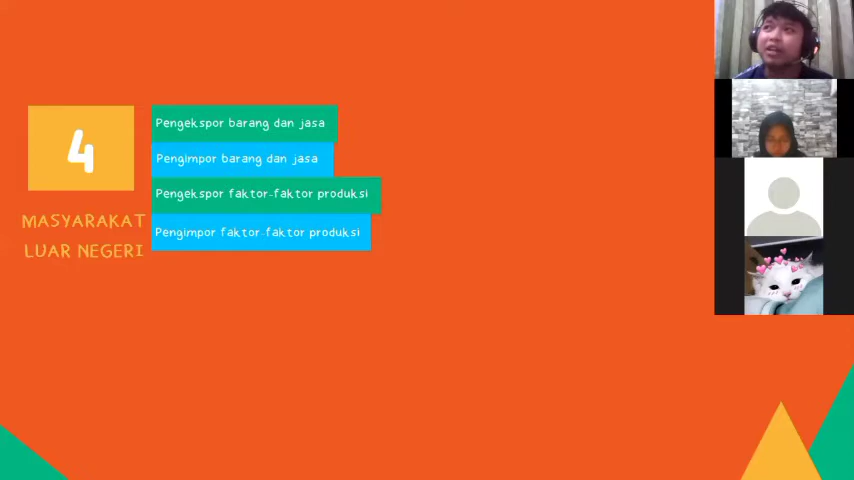 4
MASYARAKAT
LUAR NEGERI
Pengekspor barang dan jasa
Pengimpor barang dan jasa
Pengekspor faktor-faktor produksi
Pengimpor faktor-faktor produksi